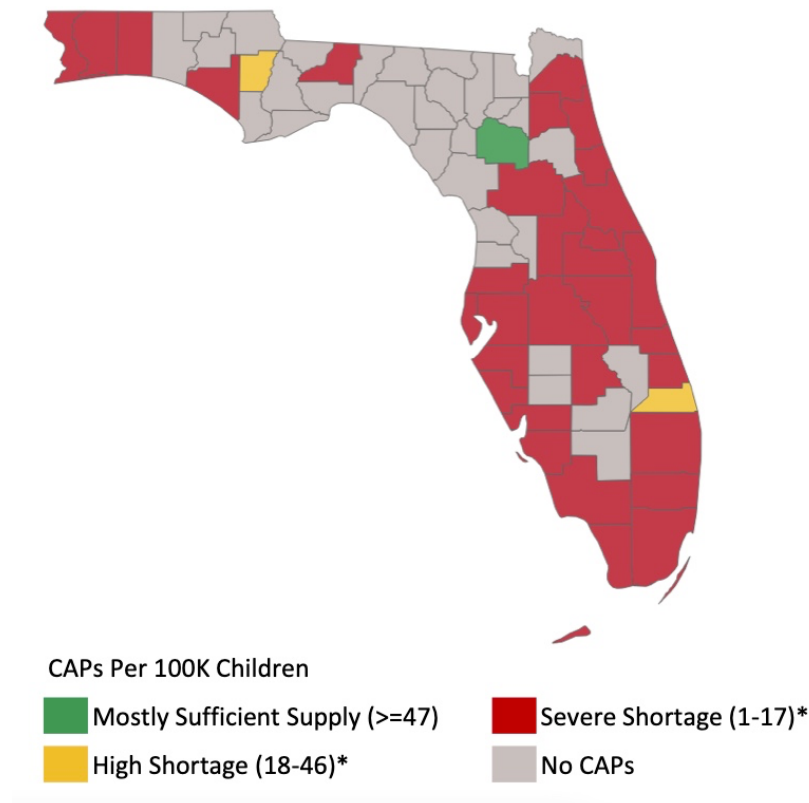 CAPs Per 100K Children
Mostly Sufficient Supply (>=47)
Severe Shortage (1-17)*
High Shortage (18-46)*
No CAPs